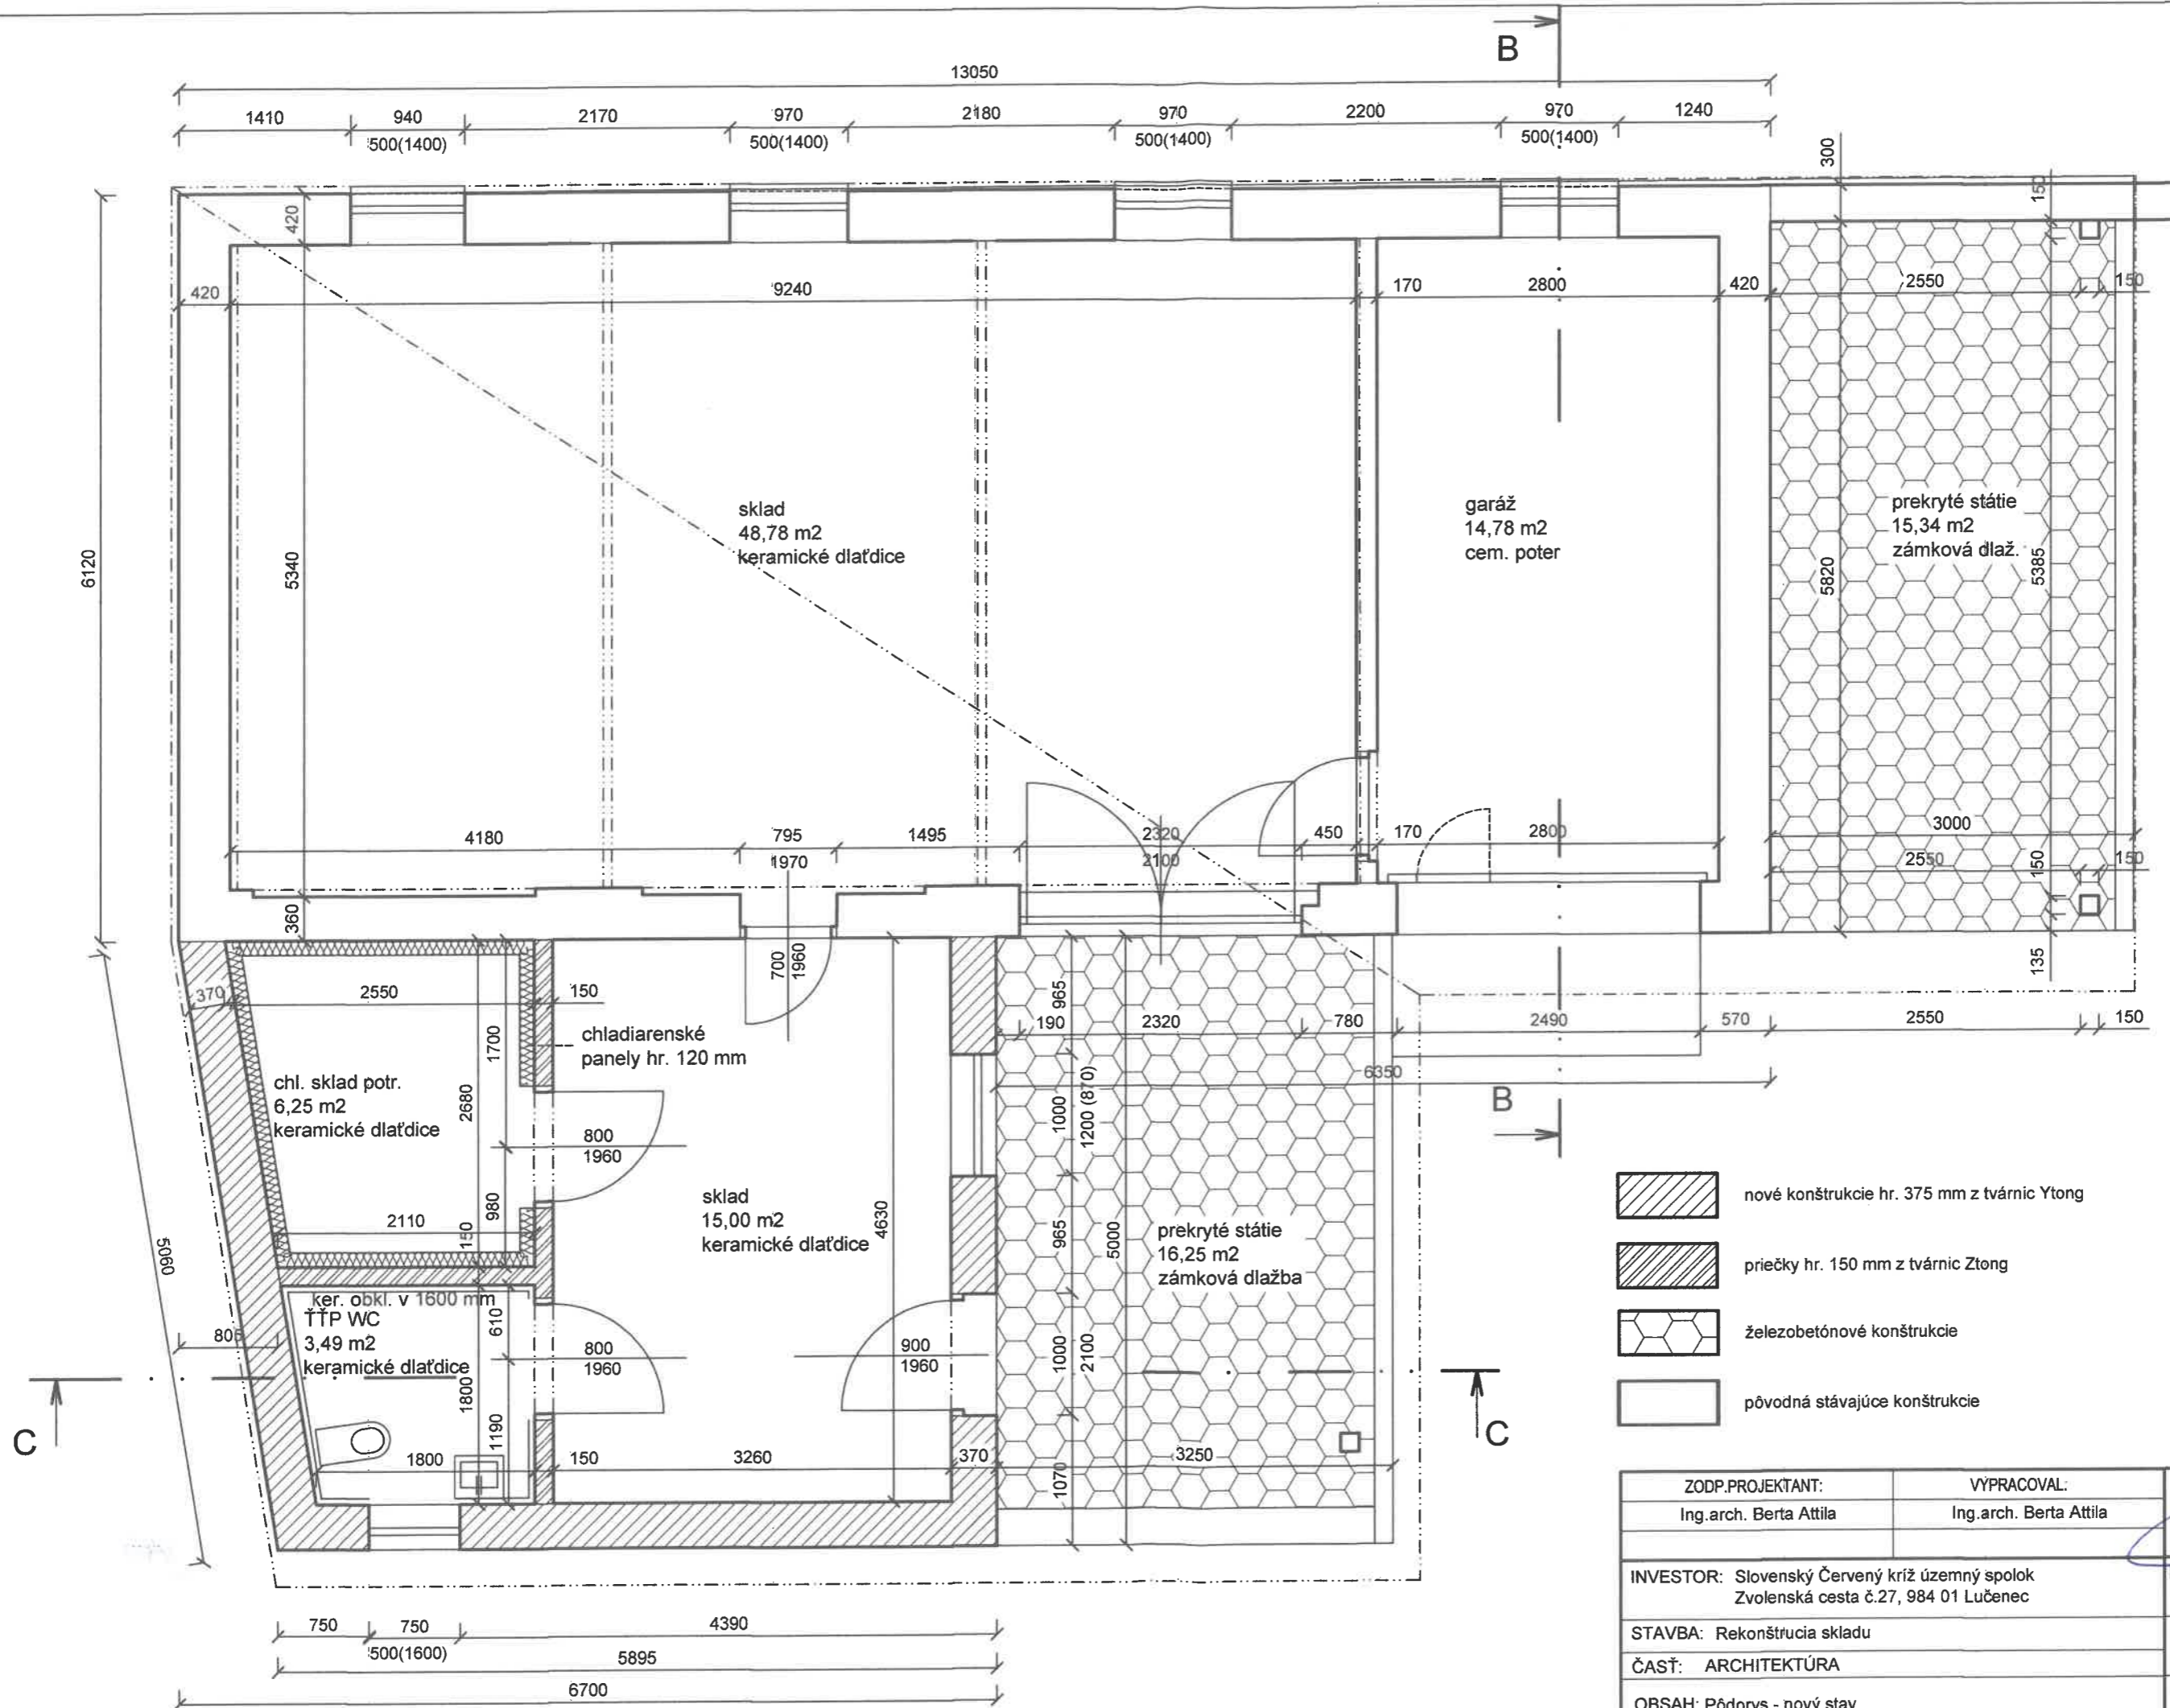 B
13050
1410 940 2170 970 2180 970 2200 970 1240
500(1400) 500(1400) 500(1400) 500(1400)
300
150
420
420 9240 170 2800 420 2550 150
sklad
48,78 m2
keramické dlaťdice
garáž
14,78 m2
cem. poter
prekryté státie
15,34 m2
zámková dlaž.
6120
5340
5820
5385
4180 795 1495 2320 450 170 2800
1970 2100
3000
2550 150
150
360
135
700
1960
370 2550 150
chladiarenské
panely hr. 120 mm
965
190 2320 780 2490 570 2550 150
6350
1700
2680
chl. sklad potr.
6,25 m2
keramické dlaťdice
1000
1200 (870)
B
800
1960
980
2110
150
sklad
15,00 m2
keramické dlaťdice
4630
965
5000
prekryté státie
16,25 m2
zámková dlažba
5060
nové konštrukcie hr. 375 mm z tvárnic Ytong
priečky hr. 150 mm z tvárnic Ztong
železobetónové konštrukcie
pôvodná stávajúce konštrukcie
ker. obkl. v 1600 mm
ŤŤP WC
3,49 m2
keramické dlaťdice
805
610
800
1960
900
1960
1000
2100
1800
1190
C
C
1800 150 3260 370 3250
1070
750 750 4390
500(1600)
5895
6700
ZODP.PROJEKTANT: VÝPRACOVAL:
Ing.arch. Berta Attila Ing.arch. Berta Attila
INVESTOR: Slovenský Červený kríž územný spolok
Zvolenská cesta č.27, 984 01 Lučenec
STAVBA: Rekonštrucia skladu
ČASŤ: ARCHITEKTÚRA
OBSAH: Pôdorys - nový stav